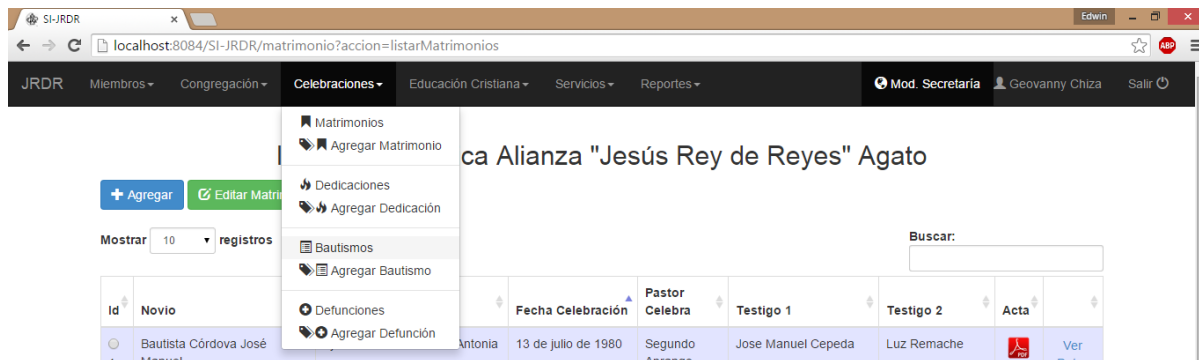 SI-JRDR
Edwin
localhost:8084/SI-JRDR/matrimonio?accion=listarMatrimonios
ABP
JRDR Miembros Congregación Celebraciones Educación Cristiana Servicios Reportes Mod. Secretaría Geovanny Chiza Salir
Matrimonios
Agregar Matrimonio
Dedicaciones
Agregar Dedicación
Bautismos
Agregar Bautismo
Defunciones
Agregar Defunción
ca Alianza "Jesús Rey de Reyes" Agato
Agregar Editar Matri
Mostrar 10 registros
Buscar:
Id Novio Fecha Celebración Pastor Celebra Testigo 1 Testigo 2 Acta
Bautista Córdova José Antonia 13 de julio de 1980 Segundo Jose Manuel Cepeda Luz Remache Ver